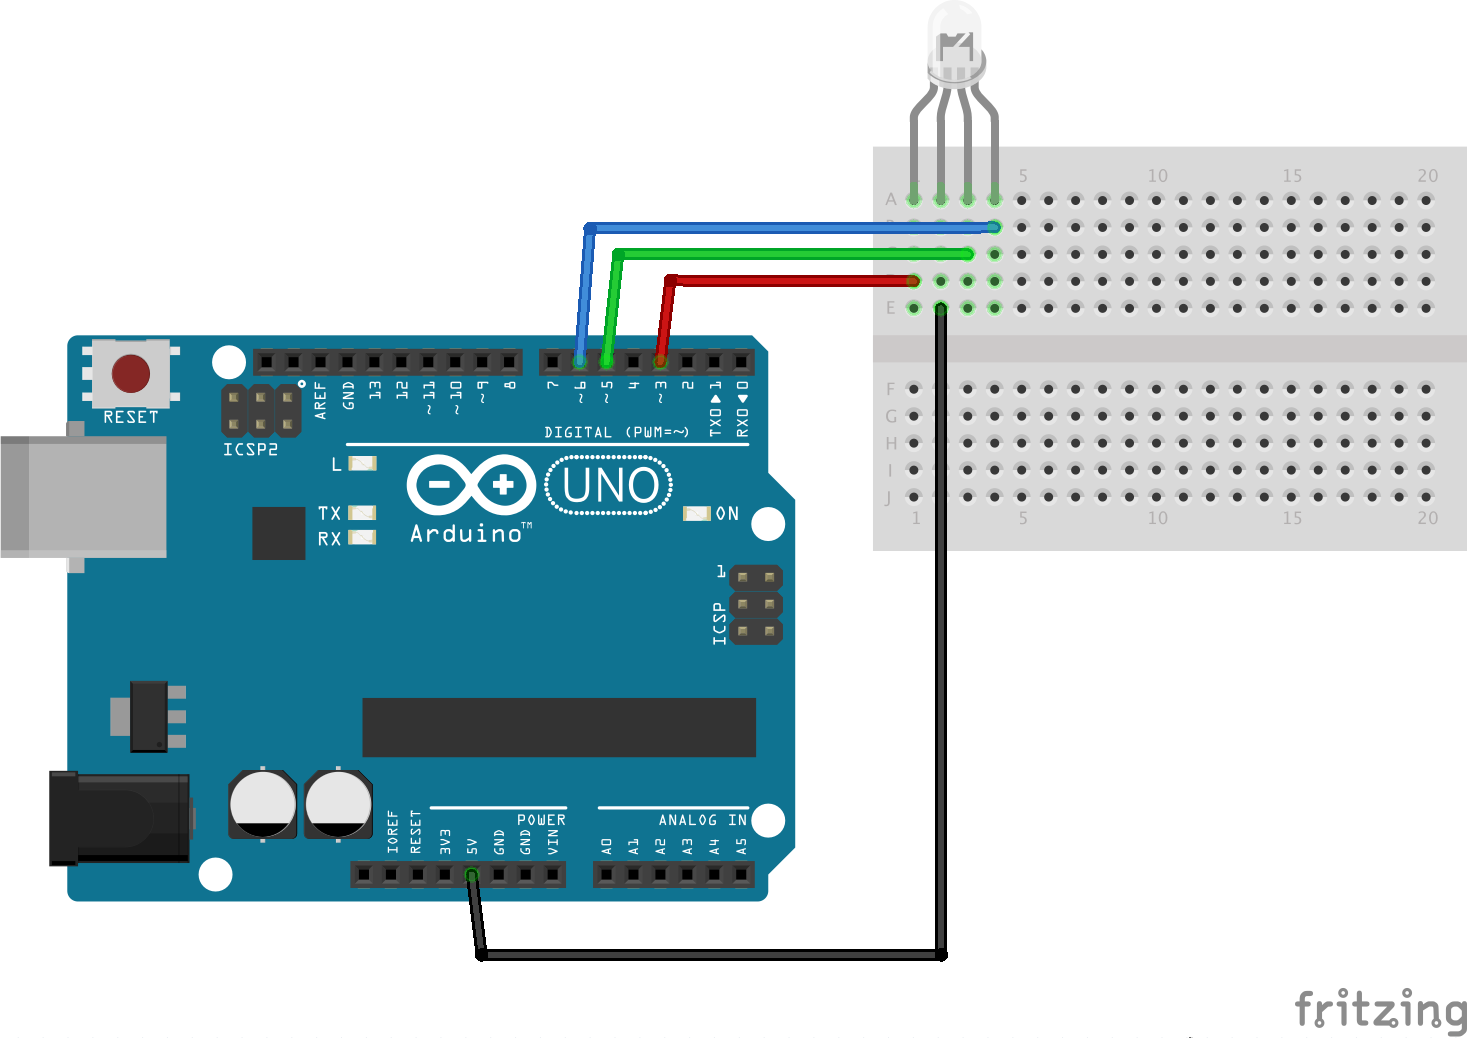 5 10 15 20
A
E
F
G
H
I
J
1 5 10 15 20
RESET
ICSP2
AREF
GND
13
12
~11
~10
~9
8
7
~6
~5
4
~3
2
TX0▶1
RX0◀0
DIGITAL (PWM=~)
L
TX
RX
UNO
Arduino™
ON
1
ICSP
IOREF
RESET
3V3
5V
GND
GND
VIN
POWER
A0
A1
A2
A3
A4
A5
ANALOG IN
fritzing